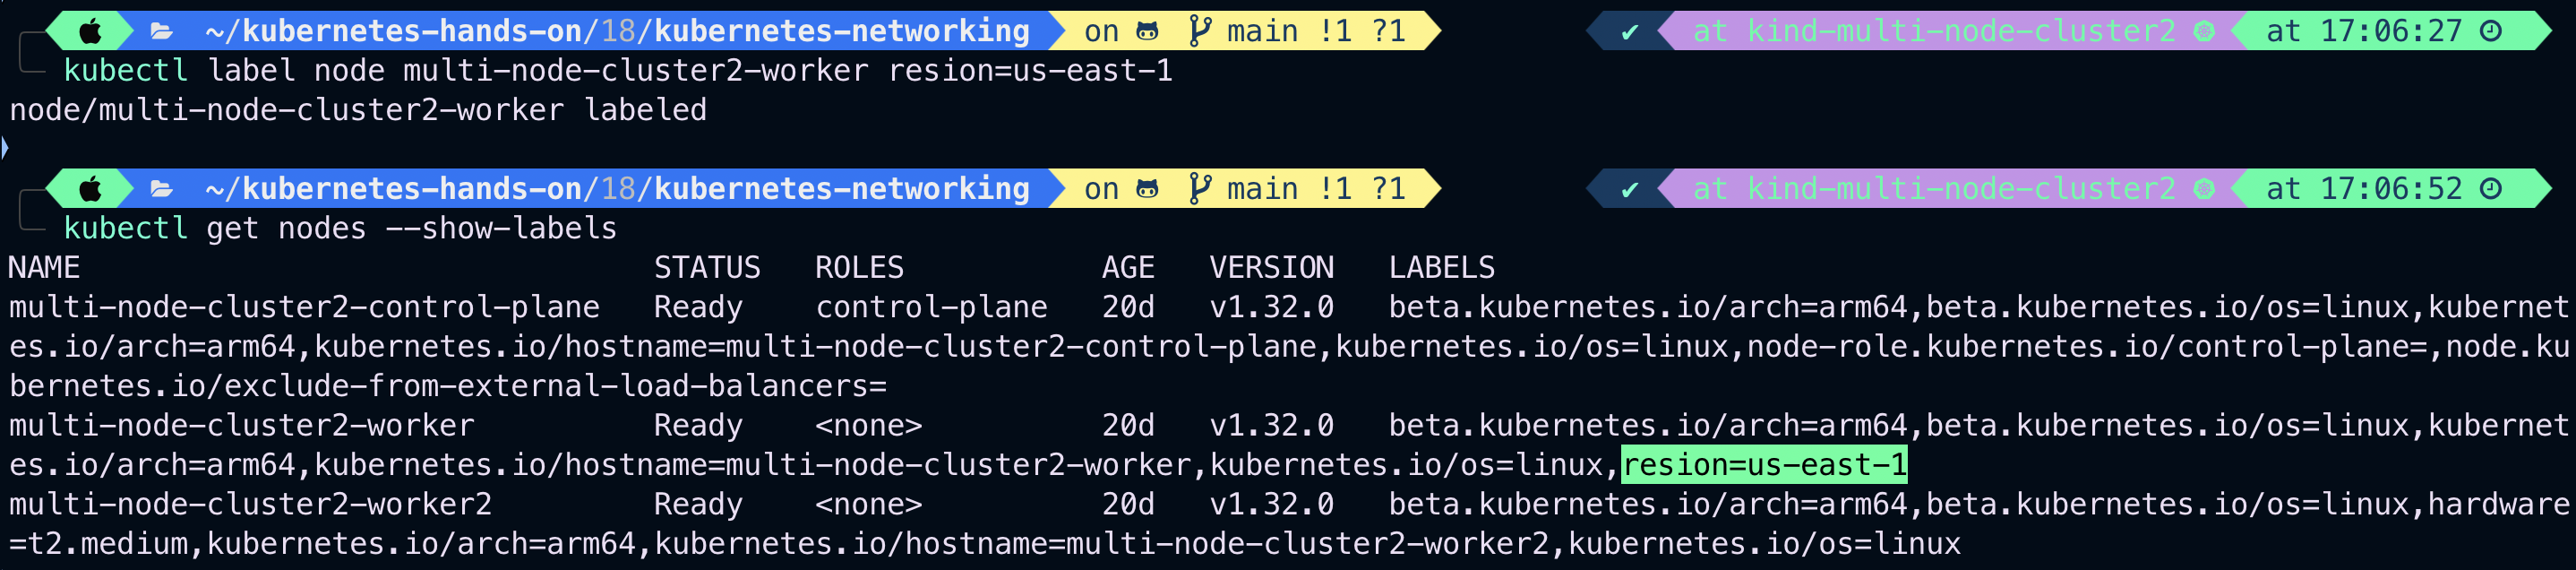 ~/kubernetes-hands-on/18/kubernetes-networking on main !1 ?1 ✔ at kind-multi-node-cluster2 at 17:06:27
kubectl label node multi-node-cluster2-worker resion=us-east-1
node/multi-node-cluster2-worker labeled
~/kubernetes-hands-on/18/kubernetes-networking on main !1 ?1 ✔ at kind-multi-node-cluster2 at 17:06:52
kubectl get nodes --show-labels
NAME STATUS ROLES AGE VERSION LABELS
multi-node-cluster2-control-plane Ready control-plane 20d v1.32.0 beta.kubernetes.io/arch=arm64,beta.kubernetes.io/os=linux,kubernet
es.io/arch=arm64,kubernetes.io/hostname=multi-node-cluster2-control-plane,kubernetes.io/os=linux,node-role.kubernetes.io/control-plane=,node.ku
bernetes.io/exclude-from-external-load-balancers=
multi-node-cluster2-worker Ready <none> 20d v1.32.0 beta.kubernetes.io/arch=arm64,beta.kubernetes.io/os=linux,kubernet
es.io/arch=arm64,kubernetes.io/hostname=multi-node-cluster2-worker,kubernetes.io/os=linux,resion=us-east-1
multi-node-cluster2-worker2 Ready <none> 20d v1.32.0 beta.kubernetes.io/arch=arm64,beta.kubernetes.io/os=linux,hardware
=t2.medium,kubernetes.io/arch=arm64,kubernetes.io/hostname=multi-node-cluster2-worker2,kubernetes.io/os=linux